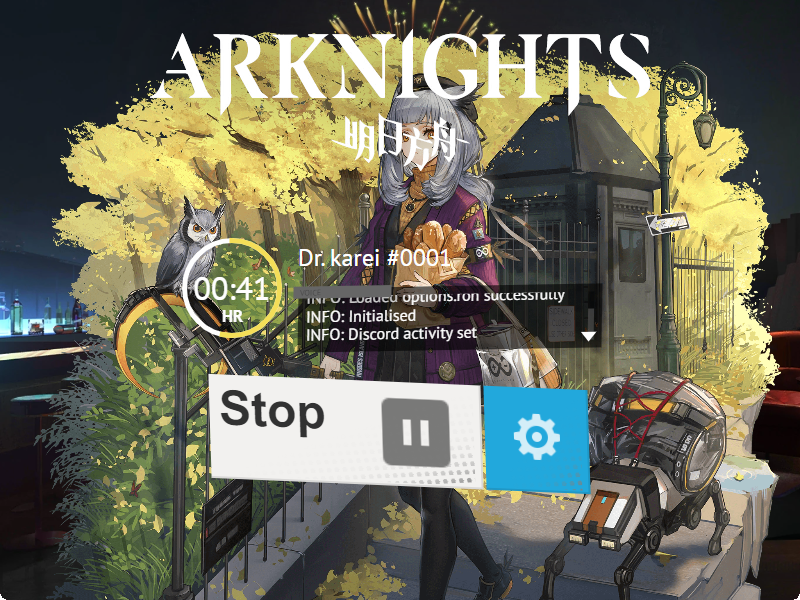 ARKNIGHTS
明日方舟
Dr. karei #0001
00:41
HR
INFO: Loaded options.ron successfully
INFO: Initialised
INFO: Discord activity set
Stop